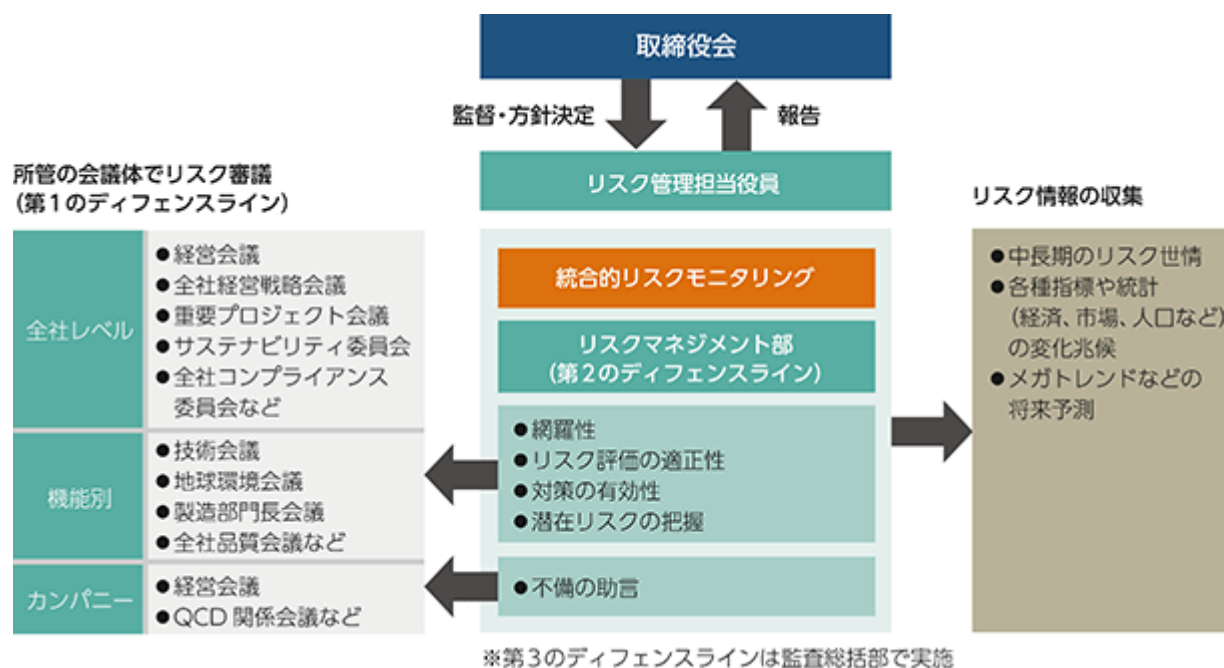 取締役会
監督・方針決定
報告
リスク管理担当役員
所管の会議体でリスク審議
(第1のディフェンスライン)
全社レベル
●経営会議
●全社経営戦略会議
●重要プロジェクト会議
●サステナビリティ委員会
●全社コンプライアンス
委員会など
機能別
●技術会議
●地球環境会議
●製造部門長会議
●全社品質会議など
カンパニー
●経営会議
●QCD 関係会議など
統合的リスクモニタリング
リスクマネジメント部
(第2のディフェンスライン)
●網羅性
●リスク評価の適正性
●対策の有効性
●潜在リスクの把握
●不備の助言
リスク情報の収集
●中長期のリスク世情
●各種指標や統計
(経済、市場、人口など)
の変化兆候
●メガトレンドなどの
将来予測
※第3のディフェンスラインは監査総括部で実施